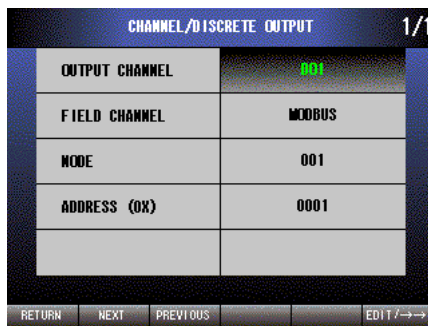 CHANNEL/DISCRETE OUTPUT 1/1
OUTPUT CHANNEL 001
FIELD CHANNEL MODBUS
NODE 001
ADDRESS (0X) 0001
RETURN NEXT PREVIOUS EDIT/→→